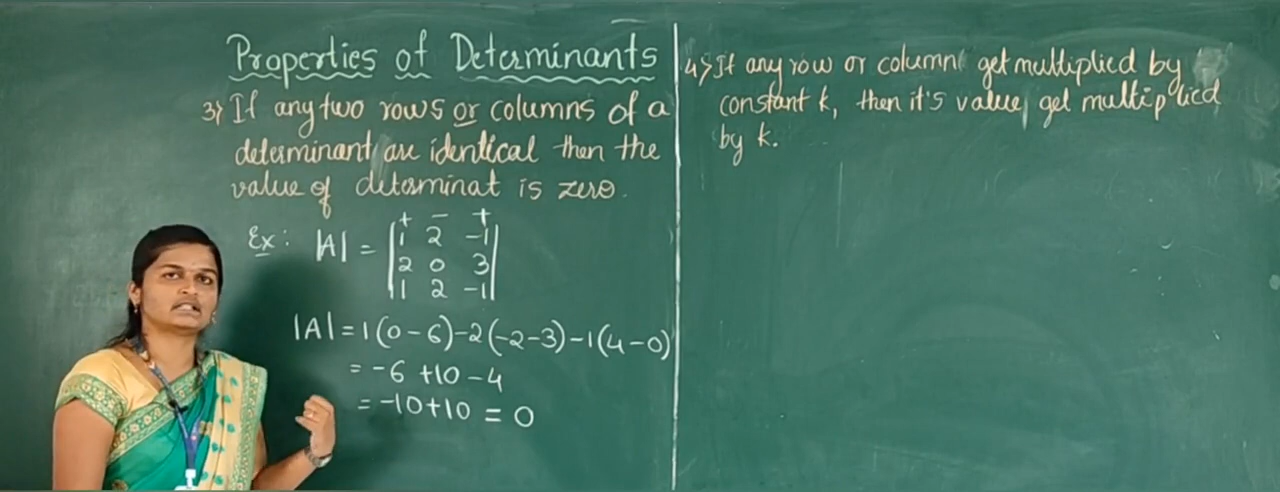 Properties of Determinants
3) If any two rows or columns of a
determinant are identical then the
value of determinat is zero.
Ex: |A| = | 1 2 -1 |
+ - +
| 2 0 3 |
| 1 2 -1 |
|A| = 1(0-6)-2(-2-3)-1(4-0)
= -6 +10 -4
= -10+10 = 0
4) If any row or column get multiplied by
constant k, then it's value, get multiplied
by k.